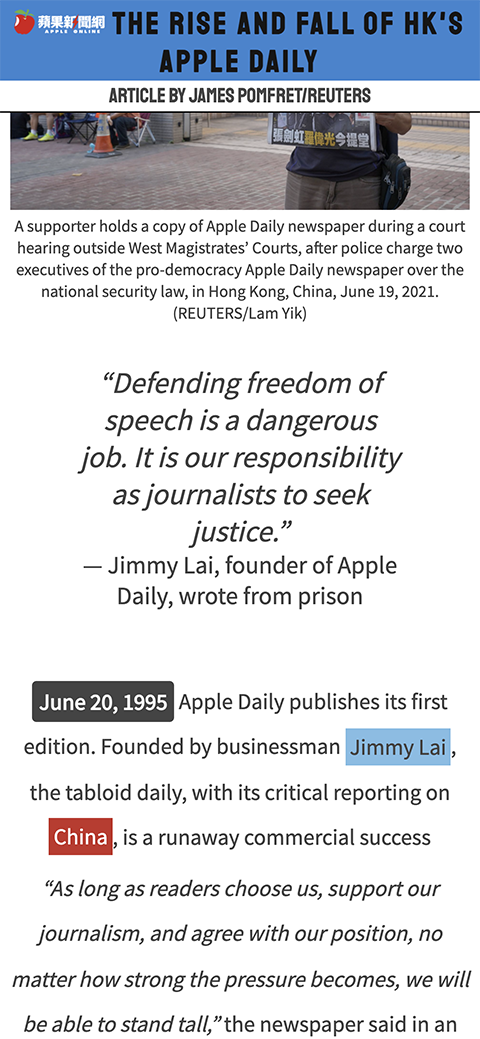 蘋果新聞網
APPLE ONLINE
THE RISE AND FALL OF HK'S
APPLE DAILY
ARTICLE BY JAMES POMFRET/REUTERS
張劍虹羅偉光今提堂
A supporter holds a copy of Apple Daily newspaper during a court
hearing outside West Magistrates’ Courts, after police charge two
executives of the pro-democracy Apple Daily newspaper over the
national security law, in Hong Kong, China, June 19, 2021.
(REUTERS/Lam Yik)
“Defending freedom of
speech is a dangerous
job. It is our responsibility
as journalists to seek
justice.”
— Jimmy Lai, founder of Apple
Daily, wrote from prison
June 20, 1995 Apple Daily publishes its first
edition. Founded by businessman Jimmy Lai,
the tabloid daily, with its critical reporting on
China, is a runaway commercial success
“As long as readers choose us, support our
journalism, and agree with our position, no
matter how strong the pressure becomes, we will
be able to stand tall,” the newspaper said in an